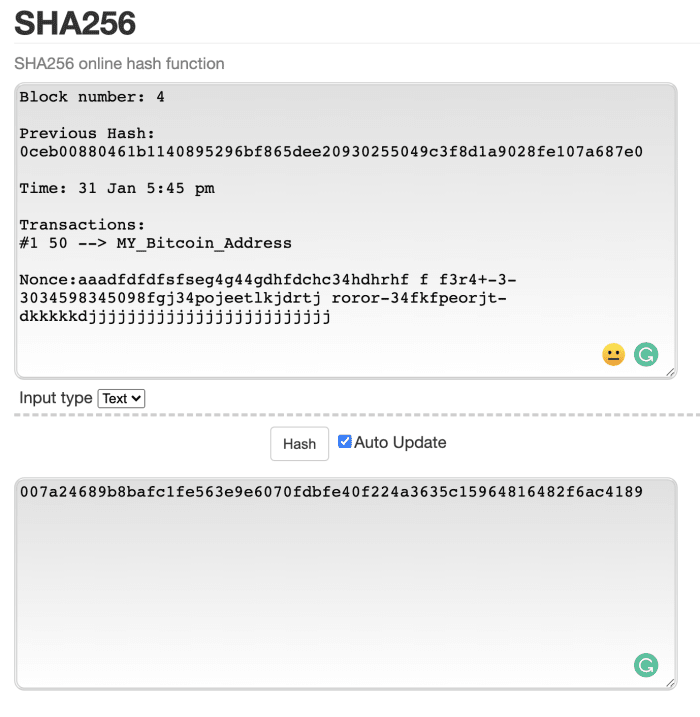 SHA256
SHA256 online hash function
Block number: 4
Previous Hash:
0ceb00880461b1140895296bf865dee20930255049c3f8d1a9028fe107a687e0
Time: 31 Jan 5:45 pm
Transactions:
#1 50 --> MY_Bitcoin_Address
Nonce:aaadfdfdfsfseg4g44gdhfdchc34hdhrhf f f3r4+-3-
3034598345098fgj34pojeetlkjdrtj roror-34fkfpeorjt-
dkkkkkdjjjjjjjjjjjjjjjjjjjjjjjjj
Input type Text
Hash Auto Update
007a24689b8bafc1fe563e9e6070fdbfe40f224a3635c15964816482f6ac4189